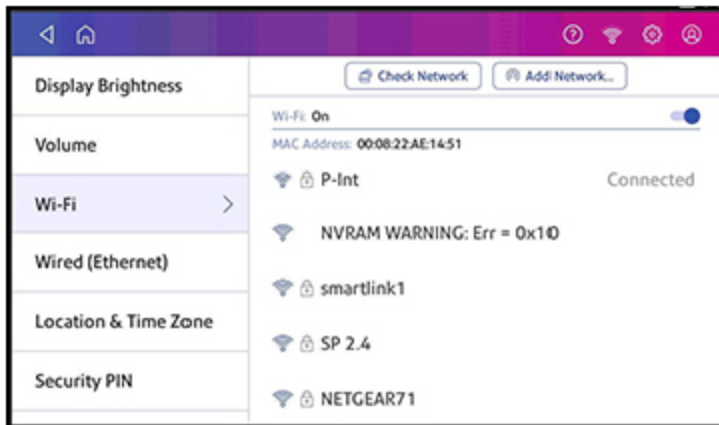 Display Brightness
Volume
Wi-Fi
Wired (Ethernet)
Location & Time Zone
Security PIN
Check Network
Add Network...
Wi-Fi: On
MAC Address: 00:08:22:AE:14:51
P-Int Connected
NVRAM WARNING: Err = 0x10
smartlink1
SP 2.4
NETGEAR71